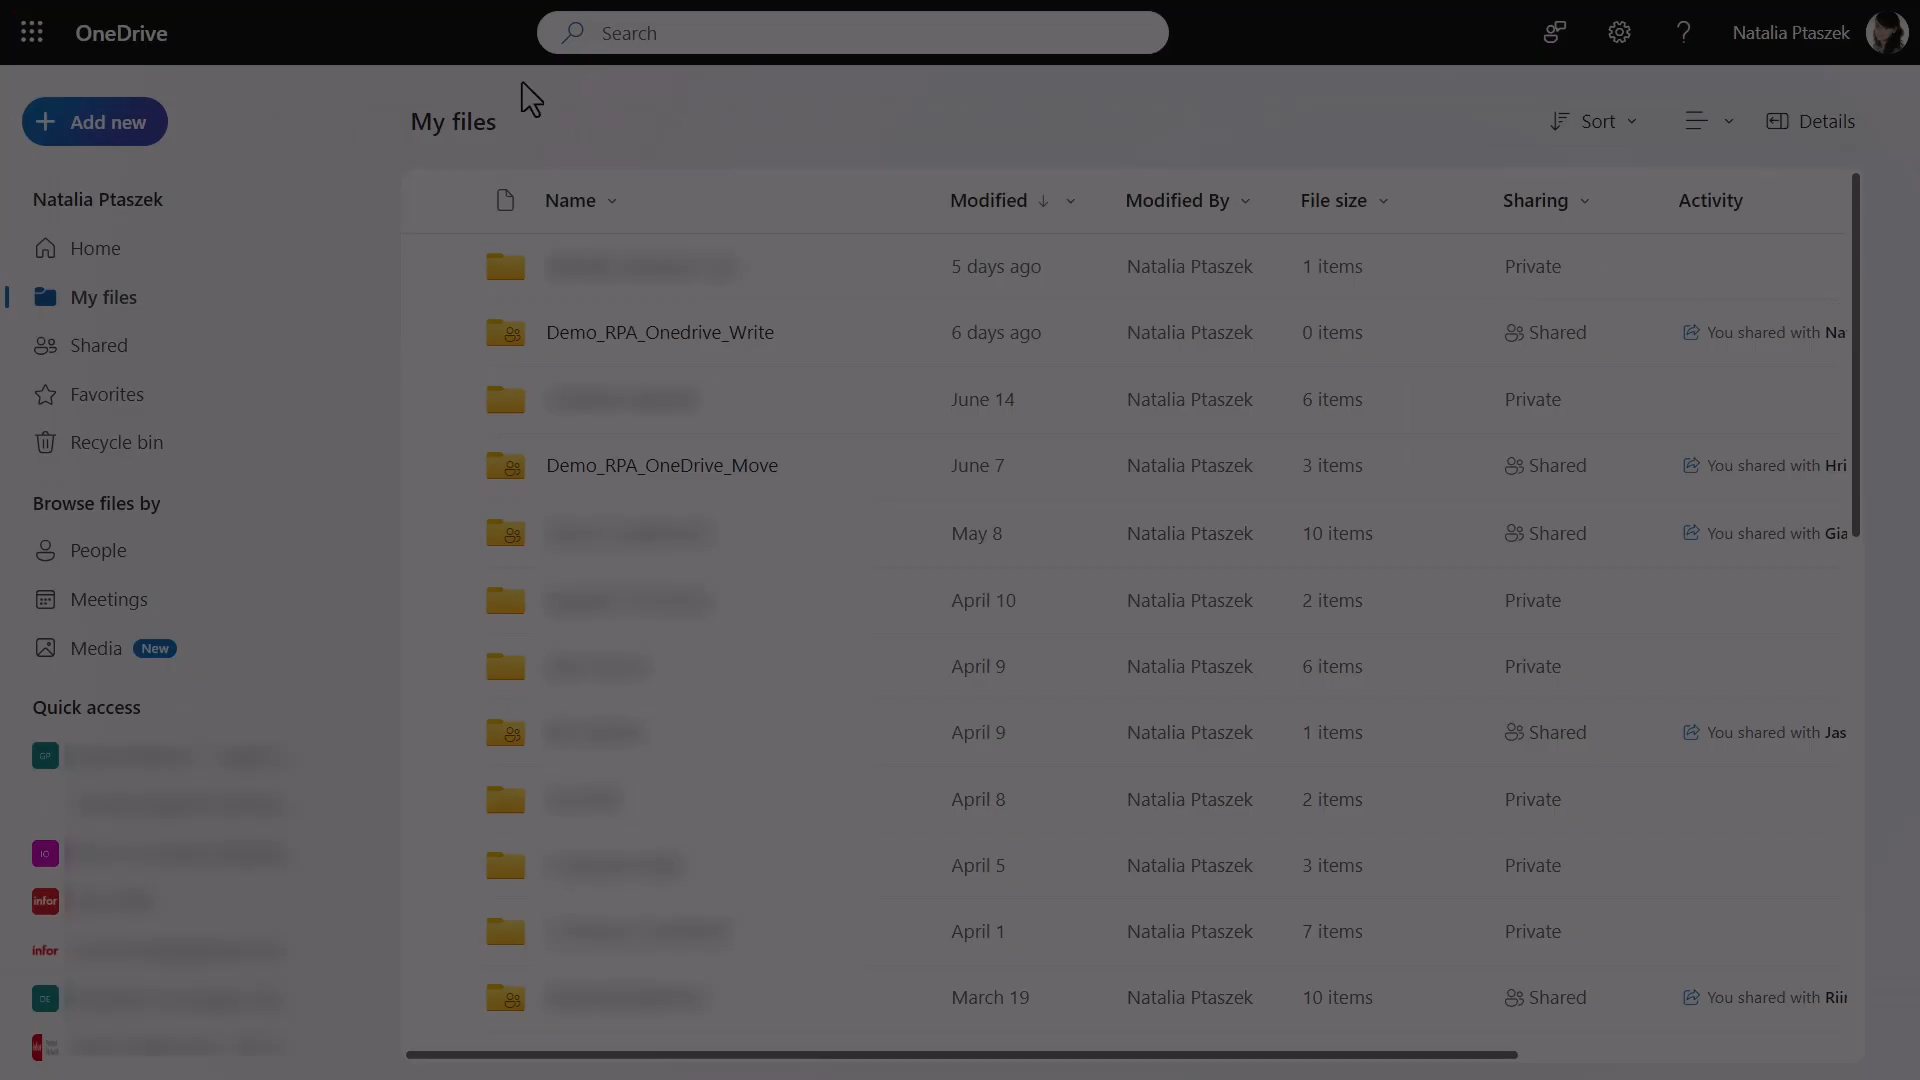 OneDrive
Search
Natalia Ptaszek
Add new
My files
Sort
Details
Natalia Ptaszek
Home
My files
Shared
Favorites
Recycle bin
Browse files by
People
Meetings
Media New
Quick access
GP
IO
infor
infor
DE
Name Modified Modified By File size Sharing Activity
5 days ago Natalia Ptaszek 1 items Private
Demo_RPA_Onedrive_Write 6 days ago Natalia Ptaszek 0 items Shared You shared with Na
June 14 Natalia Ptaszek 6 items Private
Demo_RPA_OneDrive_Move June 7 Natalia Ptaszek 3 items Shared You shared with Hri
May 8 Natalia Ptaszek 10 items Shared You shared with Gia
April 10 Natalia Ptaszek 2 items Private
April 9 Natalia Ptaszek 6 items Private
April 9 Natalia Ptaszek 1 items Shared You shared with Jas
April 8 Natalia Ptaszek 2 items Private
April 5 Natalia Ptaszek 3 items Private
April 1 Natalia Ptaszek 7 items Private
March 19 Natalia Ptaszek 10 items Shared You shared with Riir